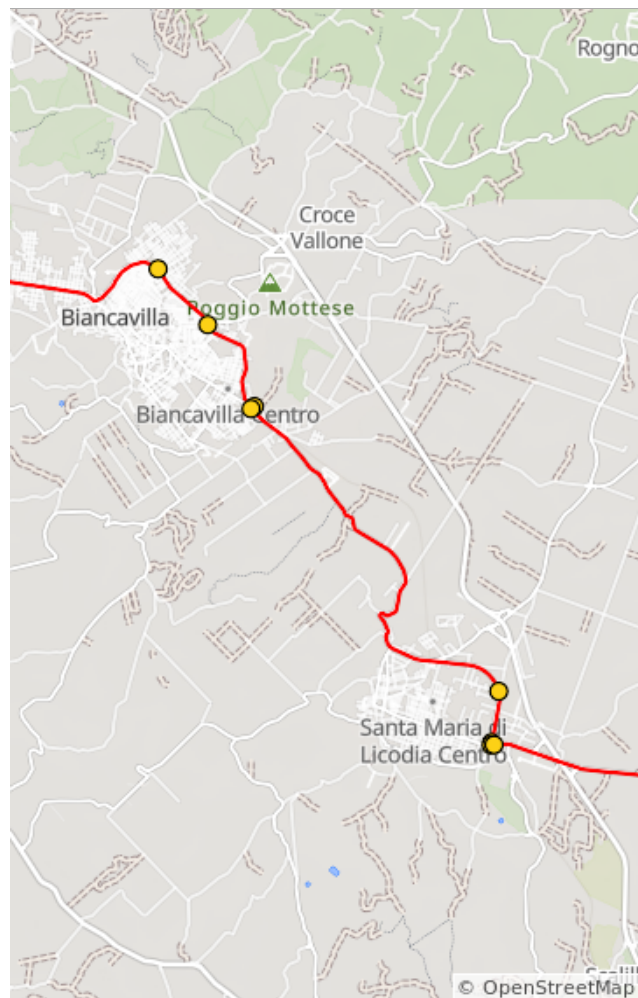 Rogno
Croce
Vallone
Poggio Mottese
Biancavilla
Biancavilla Centro
Santa Maria di
Licodia Centro
© OpenStreetMap